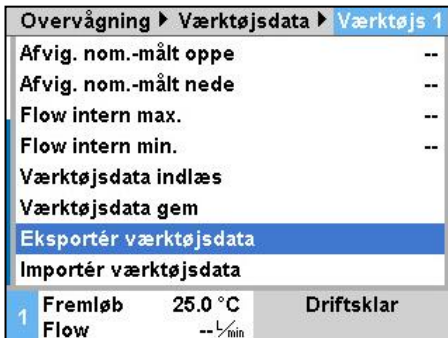 Overvågning ▶ Værktøjsdata ▶ Værktøjs 1
Afvig. nom.-målt oppe --
Afvig. nom.-målt nede --
Flow intern max. --
Flow intern min. --
Værktøjsdata indlæs
Værktøjsdata gem
Eksportér værktøjsdata
Importér værktøjsdata
1 Fremløb 25.0 °C Driftsklar
Flow -- L/min